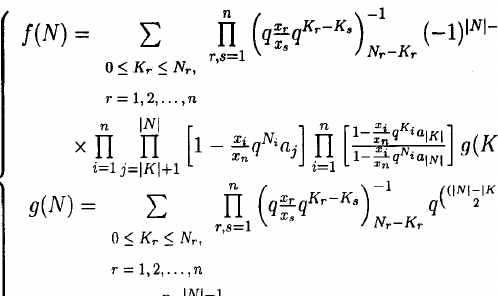 f(N) = ∑ ∏ (q x_r/x_s q^{K_r−K_s})^{−1}_{N_r−K_r} (−1)^{|N|−
r,s=1 n
0 ≤ K_r ≤ N_r,
r = 1, 2, …, n
× ∏_{i=1}^{n} ∏_{j=|K|+1}^{|N|} [1 − x_i/x_n q^{N_i} a_j] ∏_{i=1}^{n} [(1 − x_i/x_n q^{K_i} a_{|K|})/(1 − x_i/x_n q^{N_i} a_{|N|})] g(K
g(N) = ∑ ∏ (q x_r/x_s q^{K_r−K_s})^{−1}_{N_r−K_r} q^{((|N|−|K 2
r,s=1 n
0 ≤ K_r ≤ N_r,
r = 1, 2, …, n
n |N|−1